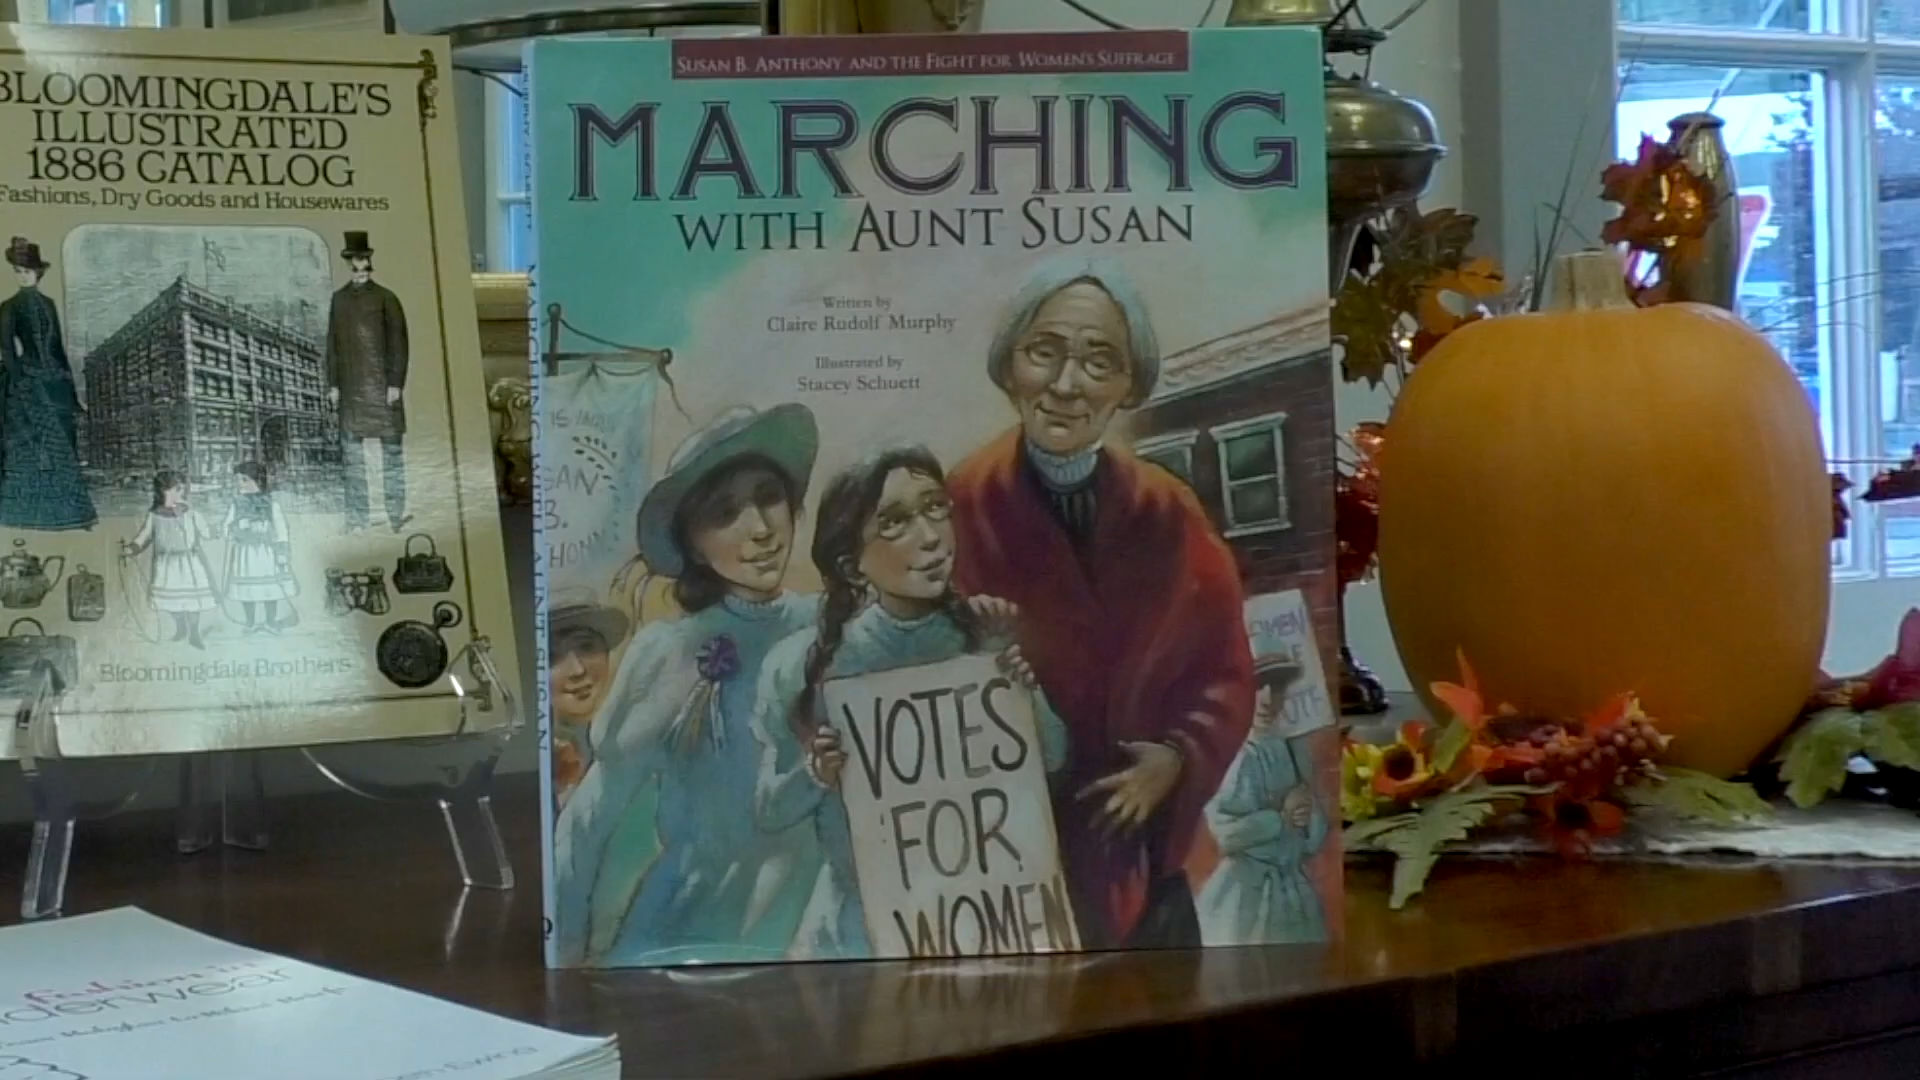 BLOOMINGDALE'S
ILLUSTRATED
1886 CATALOG
Fashions, Dry Goods and Housewares
Bloomingdale Brothers
SUSAN B. ANTHONY AND THE FIGHT FOR WOMEN'S SUFFRAGE
MARCHING
WITH AUNT SUSAN
Written by
Claire Rudolf Murphy
Illustrated by
Stacey Schuett
VOTES
FOR
WOMEN
MARCHING WITH AUNT SUSAN
B.
Fashion in